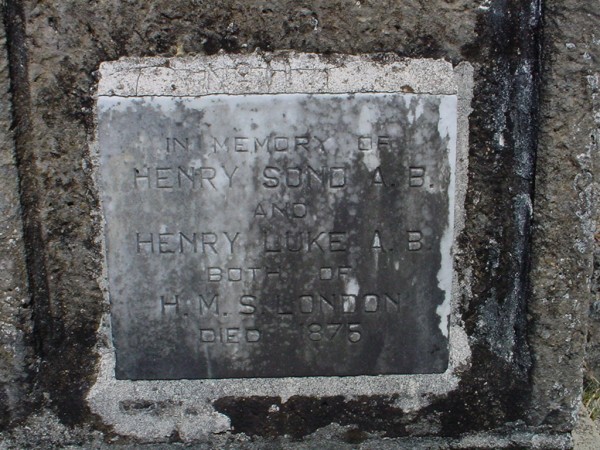 IN MEMORY OF
HENRY SOND A.B.
AND
HENRY LUKE A.B.
BOTH OF
H.M.S. LONDON
DIED 1875